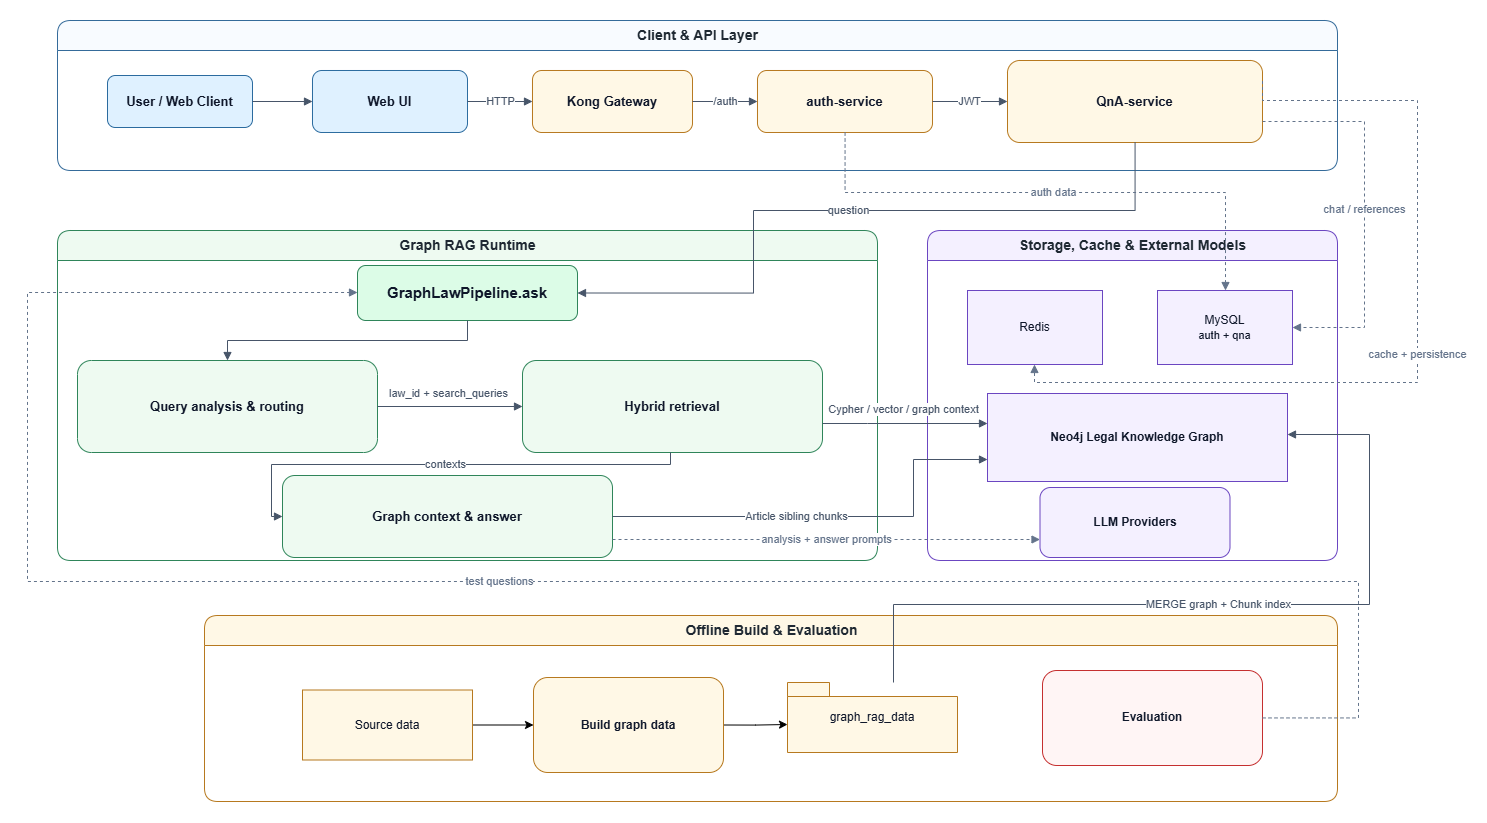 Client & API Layer
User / Web Client
Web UI
HTTP
Kong Gateway
/auth
auth-service
JWT
QnA-service
auth data
question
chat / references
Graph RAG Runtime
GraphLawPipeline.ask
Query analysis & routing
law_id + search_queries
Hybrid retrieval
contexts
Graph context & answer
Cypher / vector / graph context
Article sibling chunks
analysis + answer prompts
Storage, Cache & External Models
Redis
MySQL
auth + qna
cache + persistence
Neo4j Legal Knowledge Graph
LLM Providers
test questions
MERGE graph + Chunk index
Offline Build & Evaluation
Source data
Build graph data
graph_rag_data
Evaluation